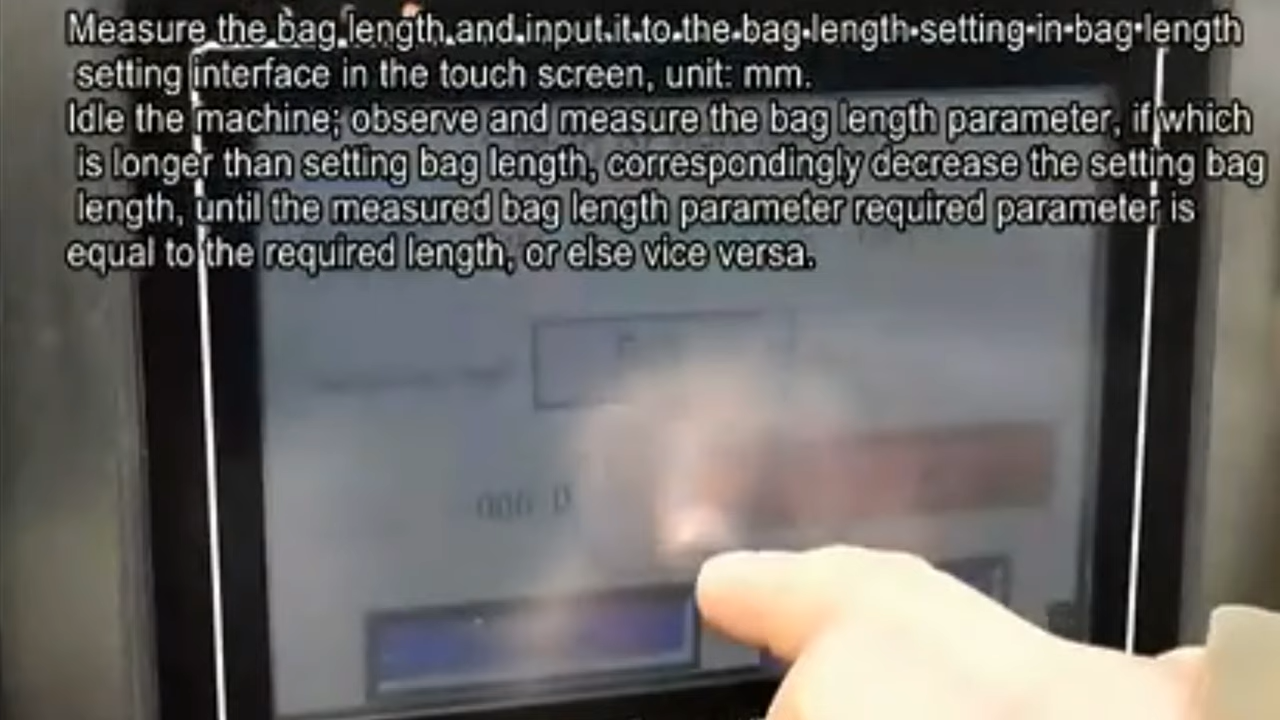 Measure the bag length and input it to the bag length setting in bag length
setting interface in the touch screen, unit: mm.
Idle the machine; observe and measure the bag length parameter, if which
is longer than setting bag length, correspondingly decrease the setting bag
length, until the measured bag length parameter required parameter is
equal to the required length, or else vice versa.